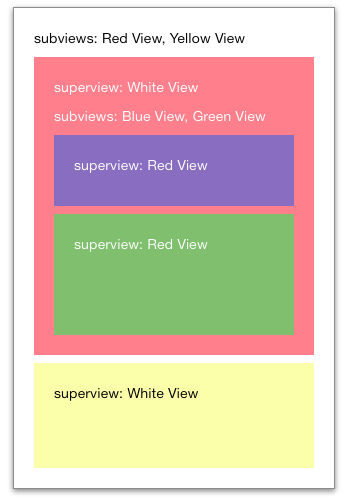 subviews: Red View, Yellow View
superview: White View
subviews: Blue View, Green View
superview: Red View
superview: Red View
superview: White View